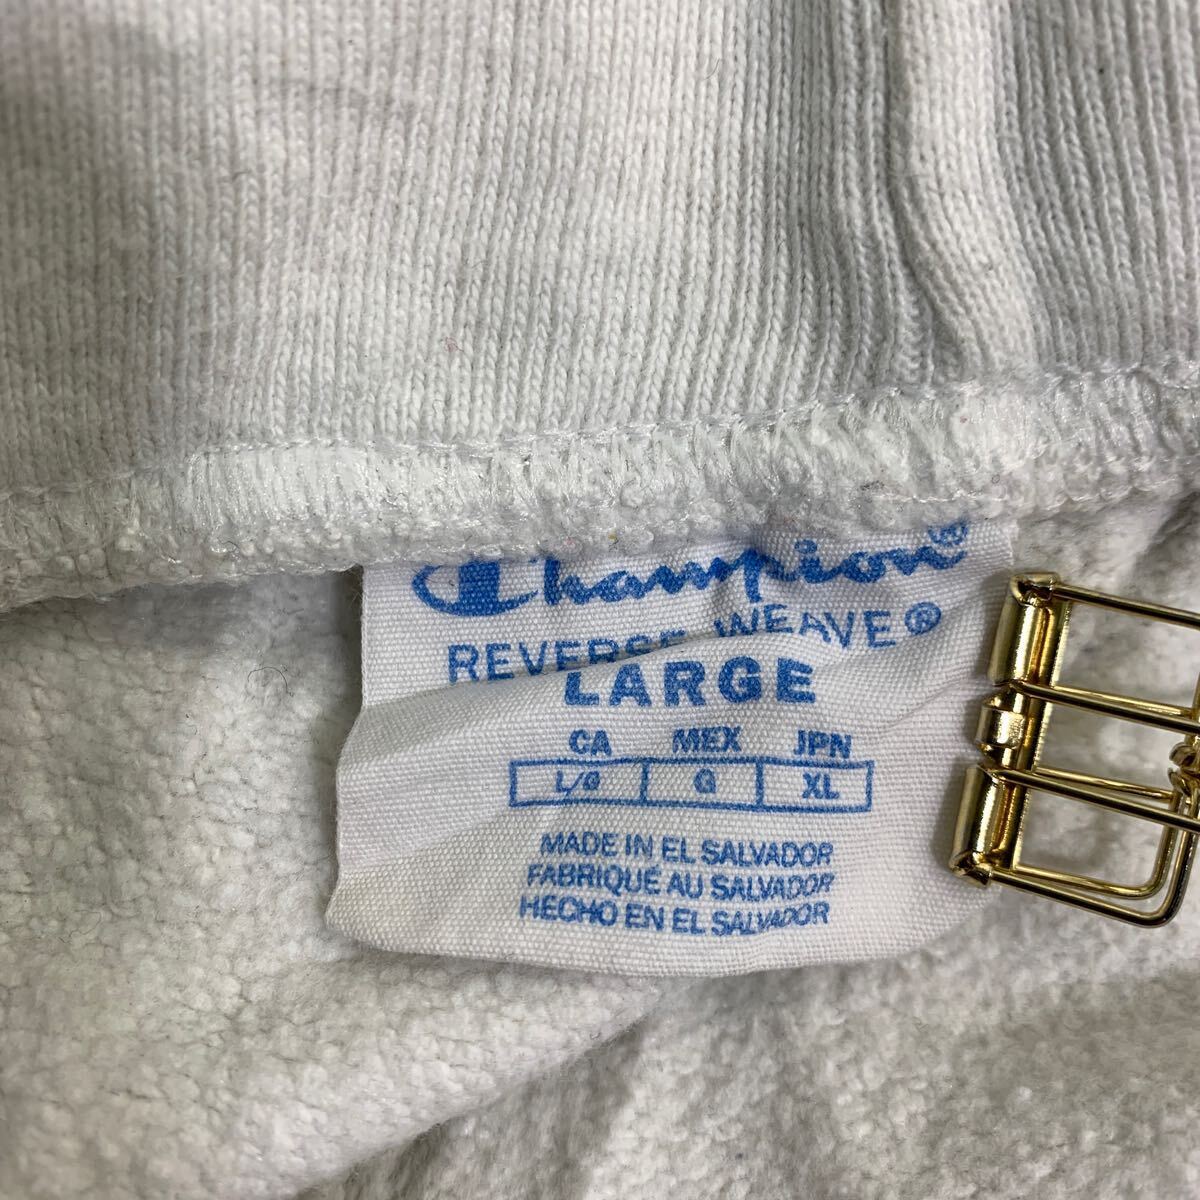 Champion®
REVERSE WEAVE®
LARGE
CA MEX JPN
L/G G XL
MADE IN EL SALVADOR
FABRIQUÉ AU SALVADOR
HECHO EN EL SALVADOR